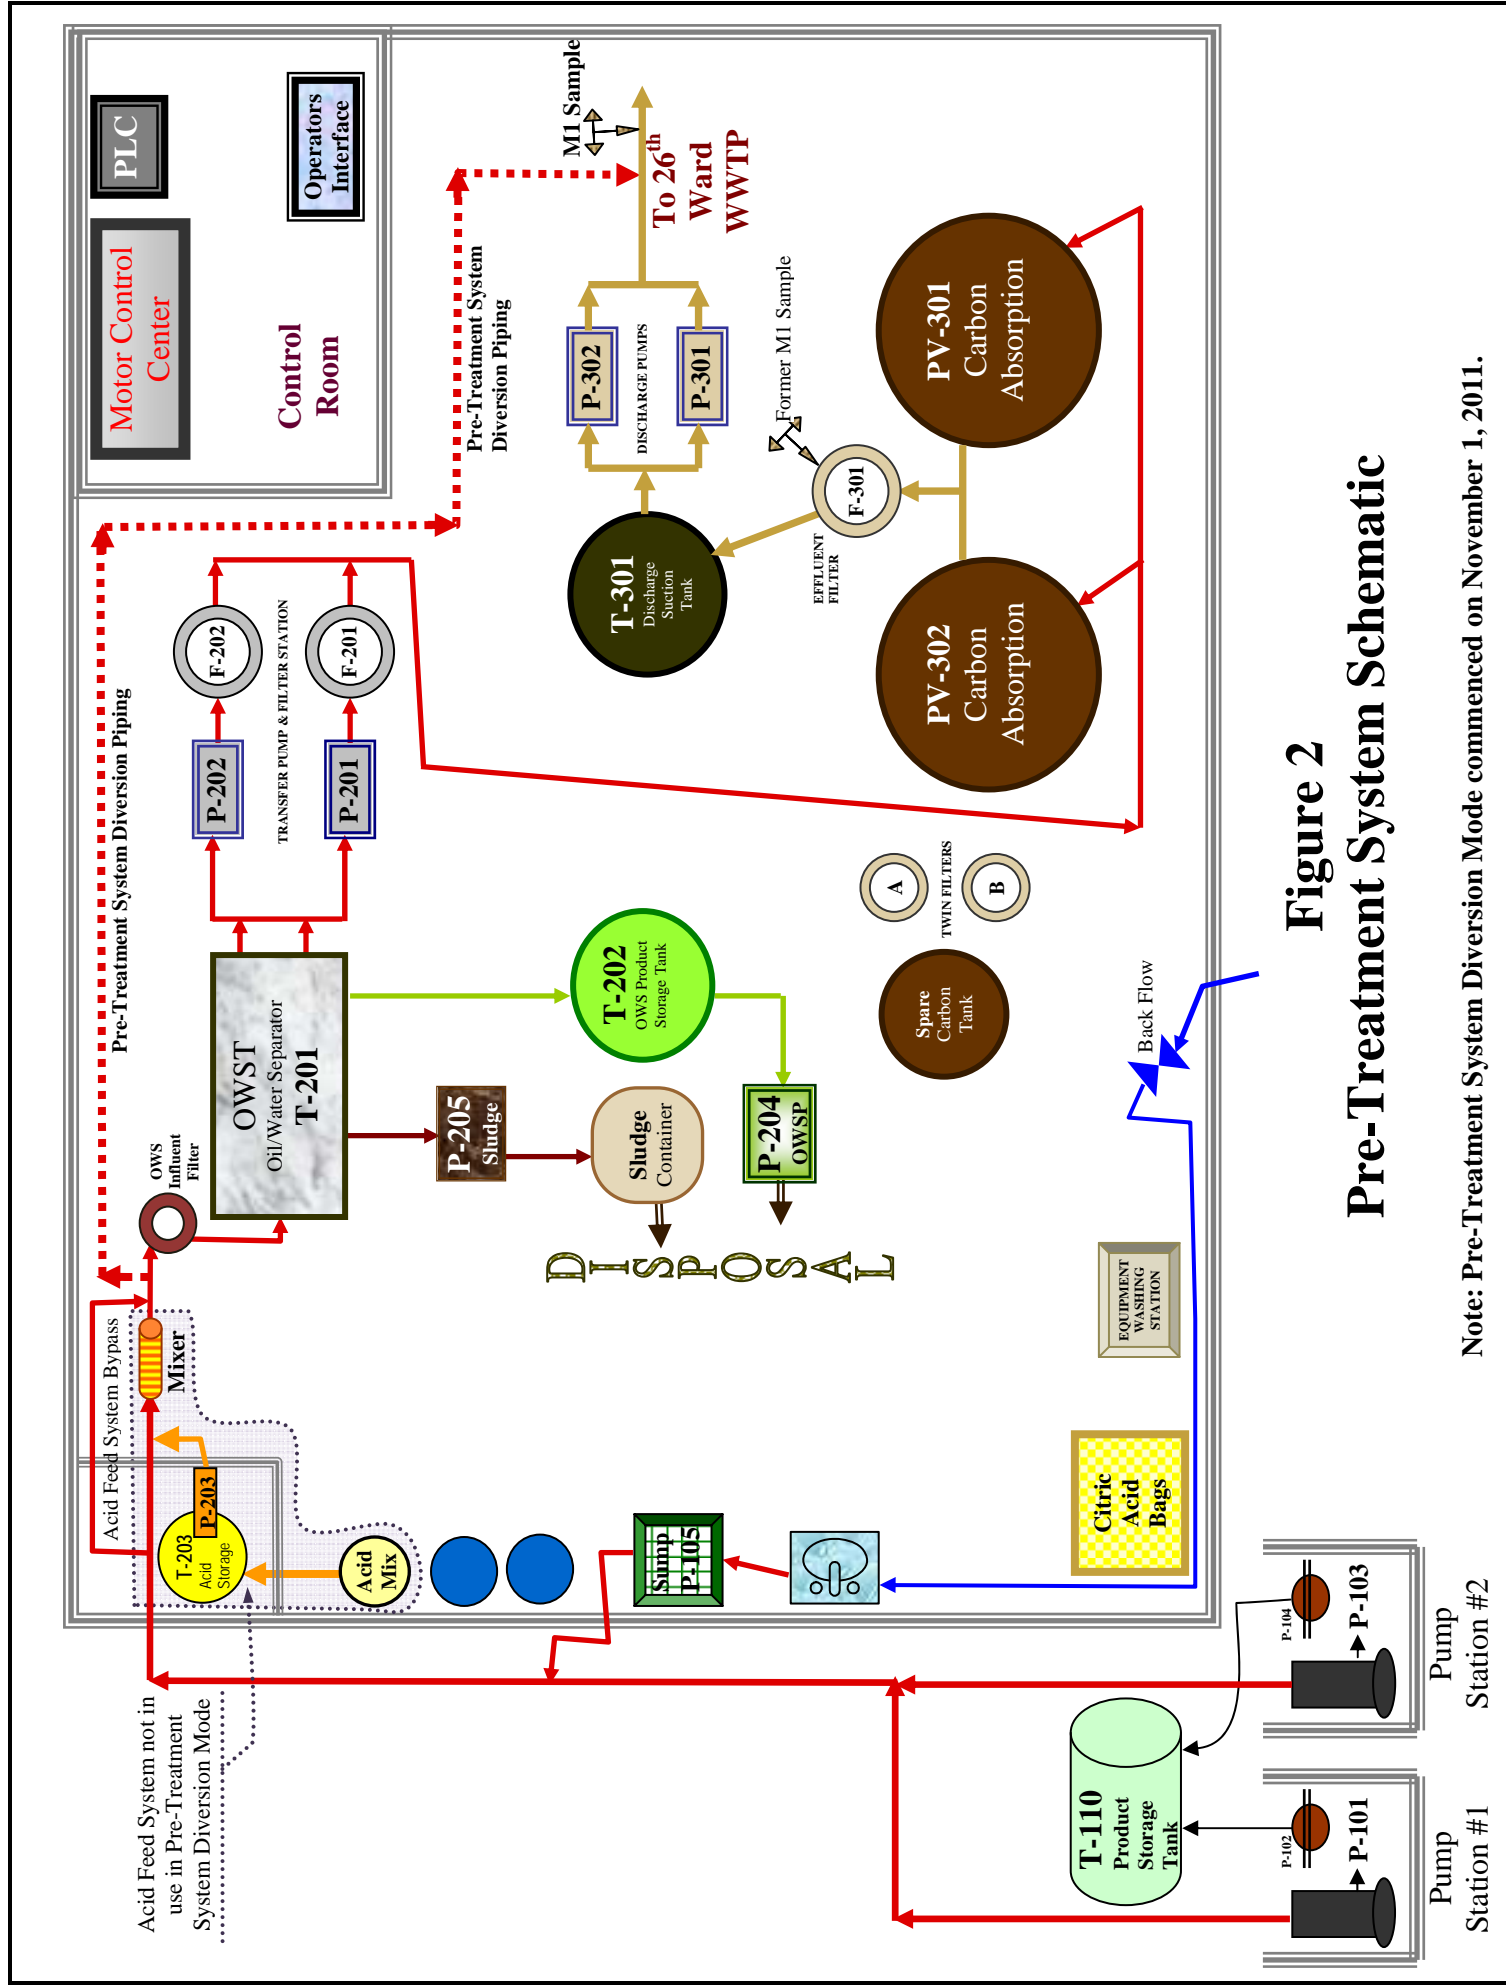 Acid Feed System not in
use in Pre-Treatment
System Diversion Mode
Acid Feed System Bypass
T-203
Acid
Storage
P-203
Mixer
Acid
Mix
OWS
Influent
Filter
Pre-Treatment System Diversion Piping
OWST
Oil/Water Separator
T-201
P-202
P-201
TRANSFER PUMP & FILTER STATION
F-202
F-201
Motor Control
Center
PLC
Control
Room
Operators
Interface
Pre-Treatment System
Diversion Piping
M1 Sample
To 26th
Ward
WWTP
P-302
DISCHARGE PUMPS
P-301
T-301
Discharge
Suction
Tank
Former M1 Sample
F-301
EFFLUENT
FILTER
PV-301
Carbon
Absorption
PV-302
Carbon
Absorption
P-205
Sludge
Sludge
Container
T-202
OWS Product
Storage Tank
P-204
OWSP
DISPOSAL
A
TWIN FILTERS
B
Spare
Carbon
Tank
Back Flow
Sump
P-105
EQUIPMENT
WASHING
STATION
Citric
Acid
Bags
T-110
Product
Storage
Tank
P-102
P-101
Pump
Station #1
P-104
P-103
Pump
Station #2
Figure 2
Pre-Treatment System Schematic
Note: Pre-Treatment System Diversion Mode commenced on November 1, 2011.